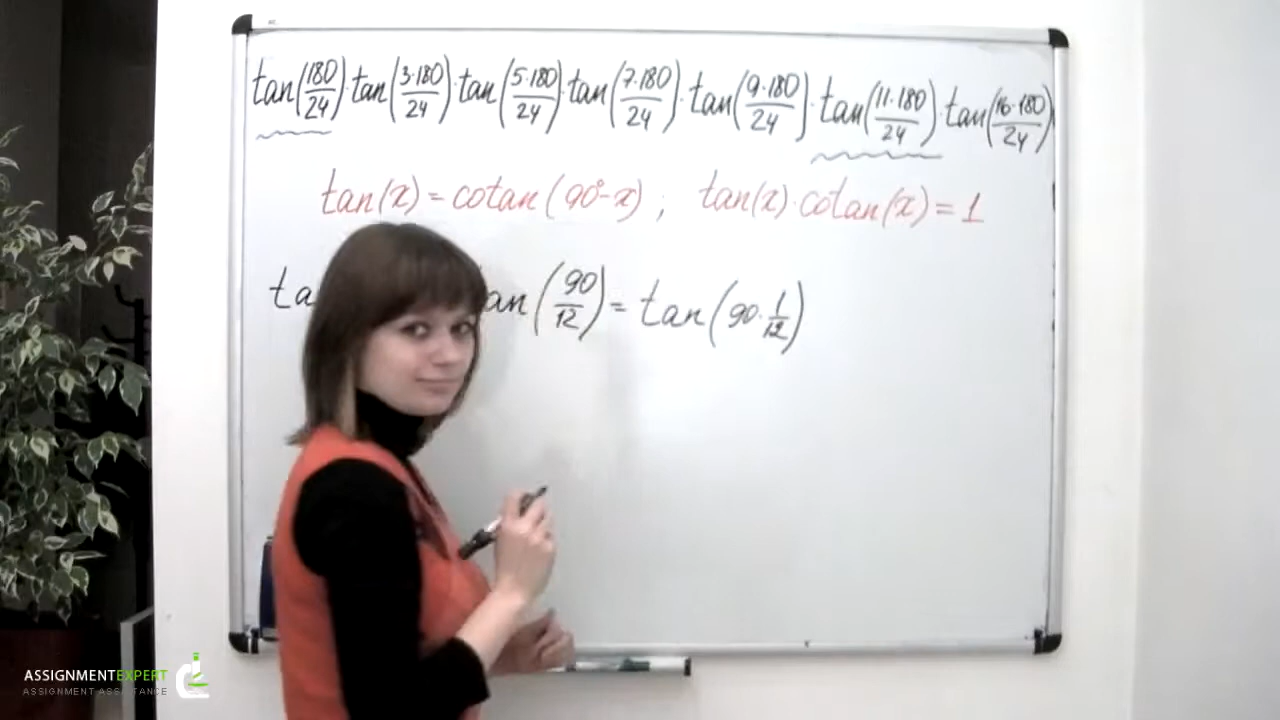 tan(180/24)·tan(3·180/24)·tan(5·180/24)·tan(7·180/24)·tan(9·180/24)·tan(11·180/24)·tan(16·180/24)
tan(x)=cotan(90°-x); tan(x)·cotan(x)=1
ta an(90/12)=tan(90·1/12)
ASSIGNMENTEXPERT
ASSIGNMENT ASSISTANCE